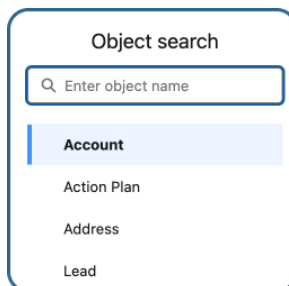 Object search
Enter object name
Account
Action Plan
Address
Lead